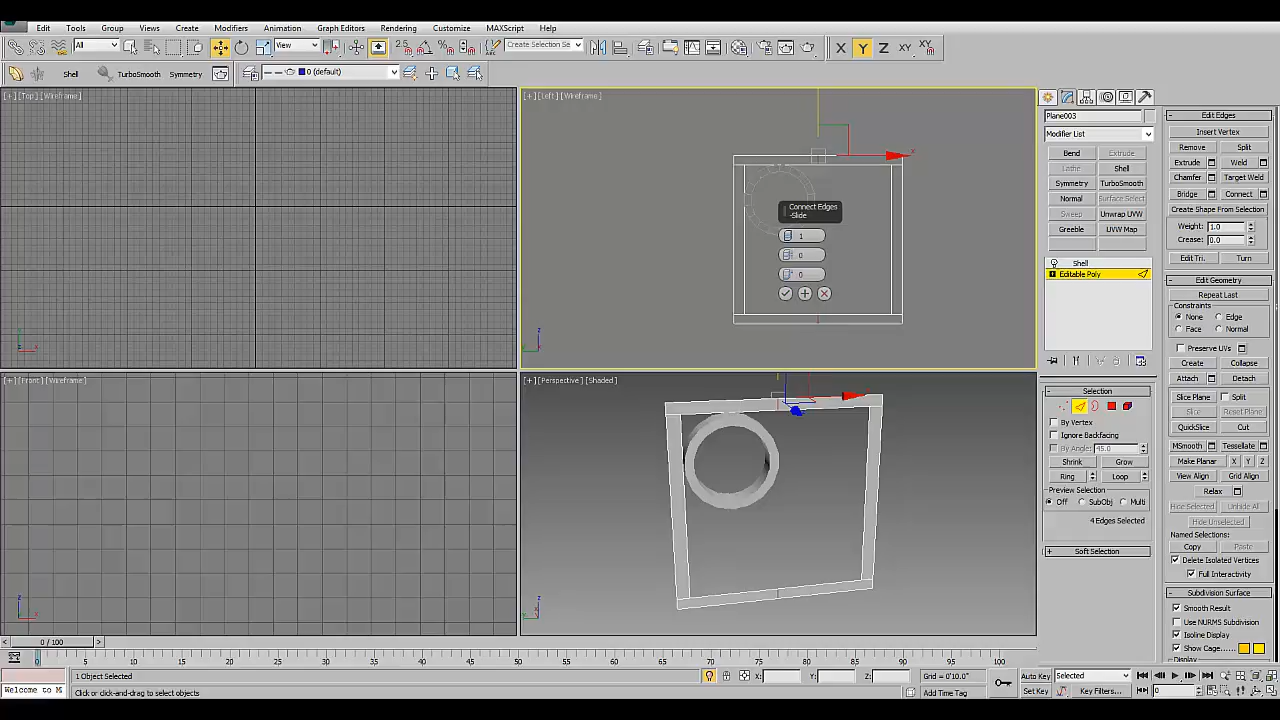 Edit Tools Group Views Create Modifiers Animation Graph Editors Rendering Customize MAXScript Help
All View 2.5 Create Selection Se X Y Z XY XY
Shell TurboSmooth Symmetry 0 (default)
[+] [Top] [Wireframe]
[+] [Left] [Wireframe]
[+] [Front] [Wireframe]
[+] [Perspective] [Shaded]
x
Connect Edges
-Slide
1
0
0
Plane003
Modifier List
Bend Extrude
Lathe Shell
Symmetry TurboSmooth
Normal Surface Select
Sweep Unwrap UVW
Greeble UVW Map
Shell
Editable Poly
Selection
By Vertex
Ignore Backfacing
By Angle: 45.0
Shrink Grow
Ring Loop
Preview Selection
Off SubObj Multi
4 Edges Selected
Soft Selection
Edit Edges
Insert Vertex
Remove Split
Extrude Weld
Chamfer Target Weld
Bridge Connect
Create Shape From Selection
Weight: 1.0
Crease: 0.0
Edit Tri. Turn
Edit Geometry
Repeat Last
Constraints
None Edge
Face Normal
Preserve UVs
Create Collapse
Attach Detach
Slice Plane Split
Slice Reset Plane
QuickSlice Cut
MSmooth Tessellate
Make Planar X Y Z
View Align Grid Align
Relax
Hide Selected Unhide All
Hide Unselected
Named Selections:
Copy Paste
Delete Isolated Vertices
Full Interactivity
Subdivision Surface
Smooth Result
Use NURMS Subdivision
Isoline Display
Show Cage......
Display
< 0 / 100 >
0 5 10 15 20 25 30 35 40 45 50 55 60 65 70 75 80 85 90 95 100
1 Object Selected X: Y: Z: Grid = 0'10.0" Auto Key Selected
Welcome to M Click or click-and-drag to select objects Add Time Tag Set Key Key Filters... 0